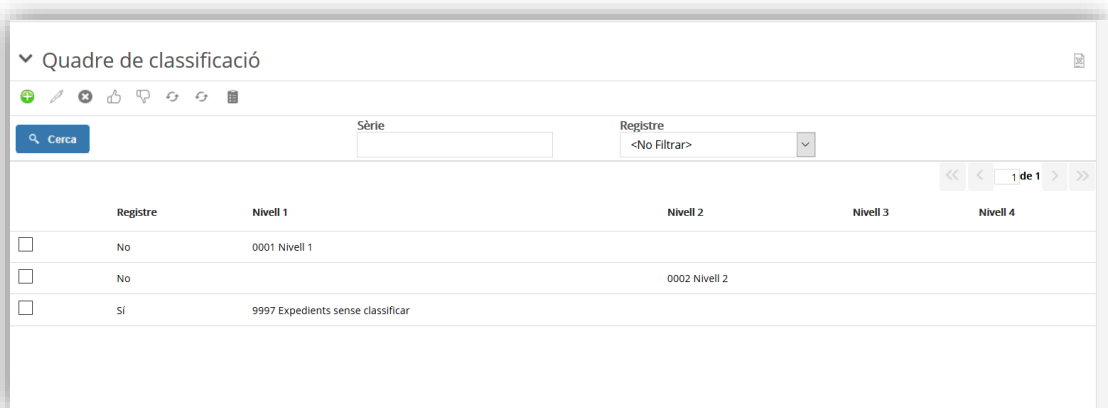 Quadre de classificació
Sèrie Registre
Cerca <No Filtrar>
1 de 1
Registre Nivell 1 Nivell 2 Nivell 3 Nivell 4
No 0001 Nivell 1
No 0002 Nivell 2
Sí 9997 Expedients sense classificar